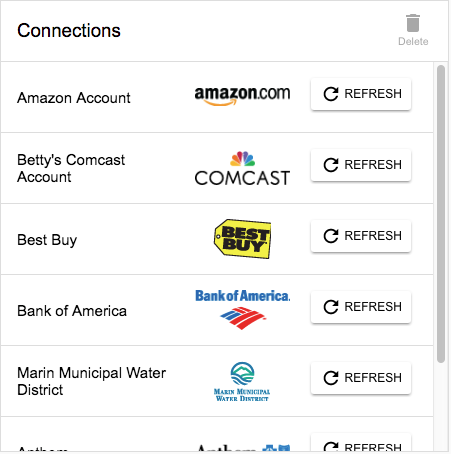 Connections
Delete
Amazon Account
amazon.com
REFRESH
Betty's Comcast
Account
COMCAST
REFRESH
Best Buy
BEST
BUY
REFRESH
Bank of America
Bank of America.
REFRESH
Marin Municipal Water
District
MARIN MUNICIPAL
WATER DISTRICT
REFRESH
Anthem
Anthem
REFRESH